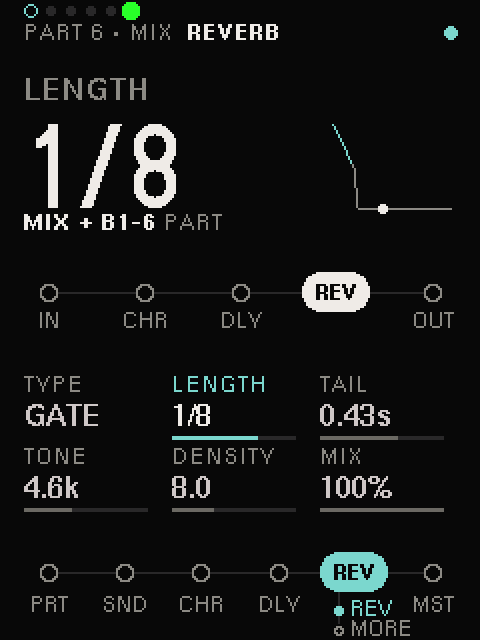 PART 6 · MIX REVERB
LENGTH
1/8
MIX + B1-6 PART
REV
IN CHR DLY OUT
TYPE LENGTH TAIL
GATE 1/8 0.43s
TONE DENSITY MIX
4.6k 8.0 100%
REV
PRT SND CHR DLY REV MST
MORE